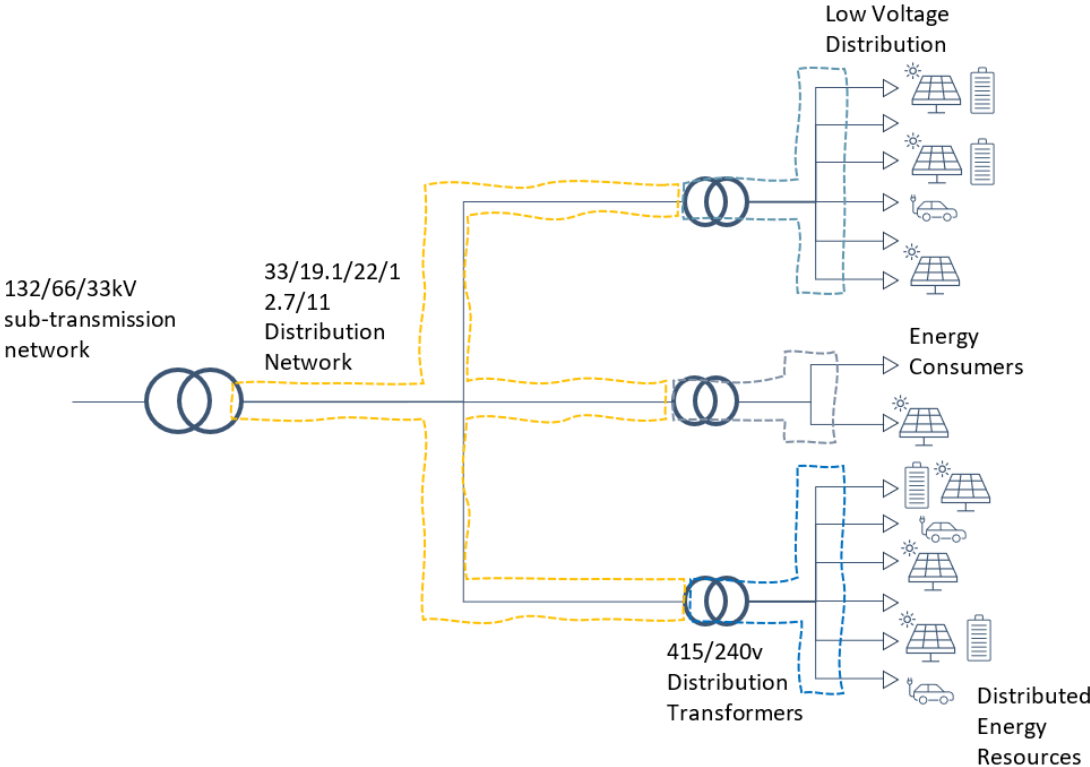 Low Voltage
Distribution
132/66/33kV
sub-transmission
network
33/19.1/22/1
2.7/11
Distribution
Network
Energy
Consumers
415/240v
Distribution
Transformers
Distributed
Energy
Resources